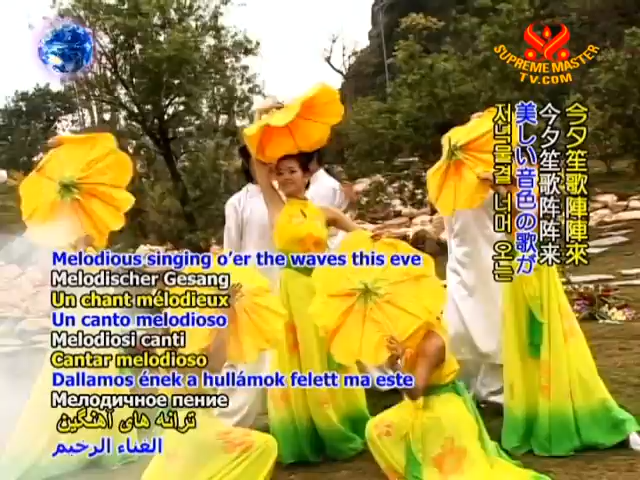 SUPREME MASTER
TV.COM
今夕笙歌陣陣來
今夕笙歌阵阵来
美しい音色の歌が
저녁 물결 너머 오는
Melodious singing o'er the waves this eve
Melodischer Gesang
Un chant mélodieux
Un canto melodioso
Melodiosi canti
Cantar melodioso
Dallamos ének a hullámok felett ma este
Мелодичное пение
ترانه های آهنگین
الغناء الرخيم